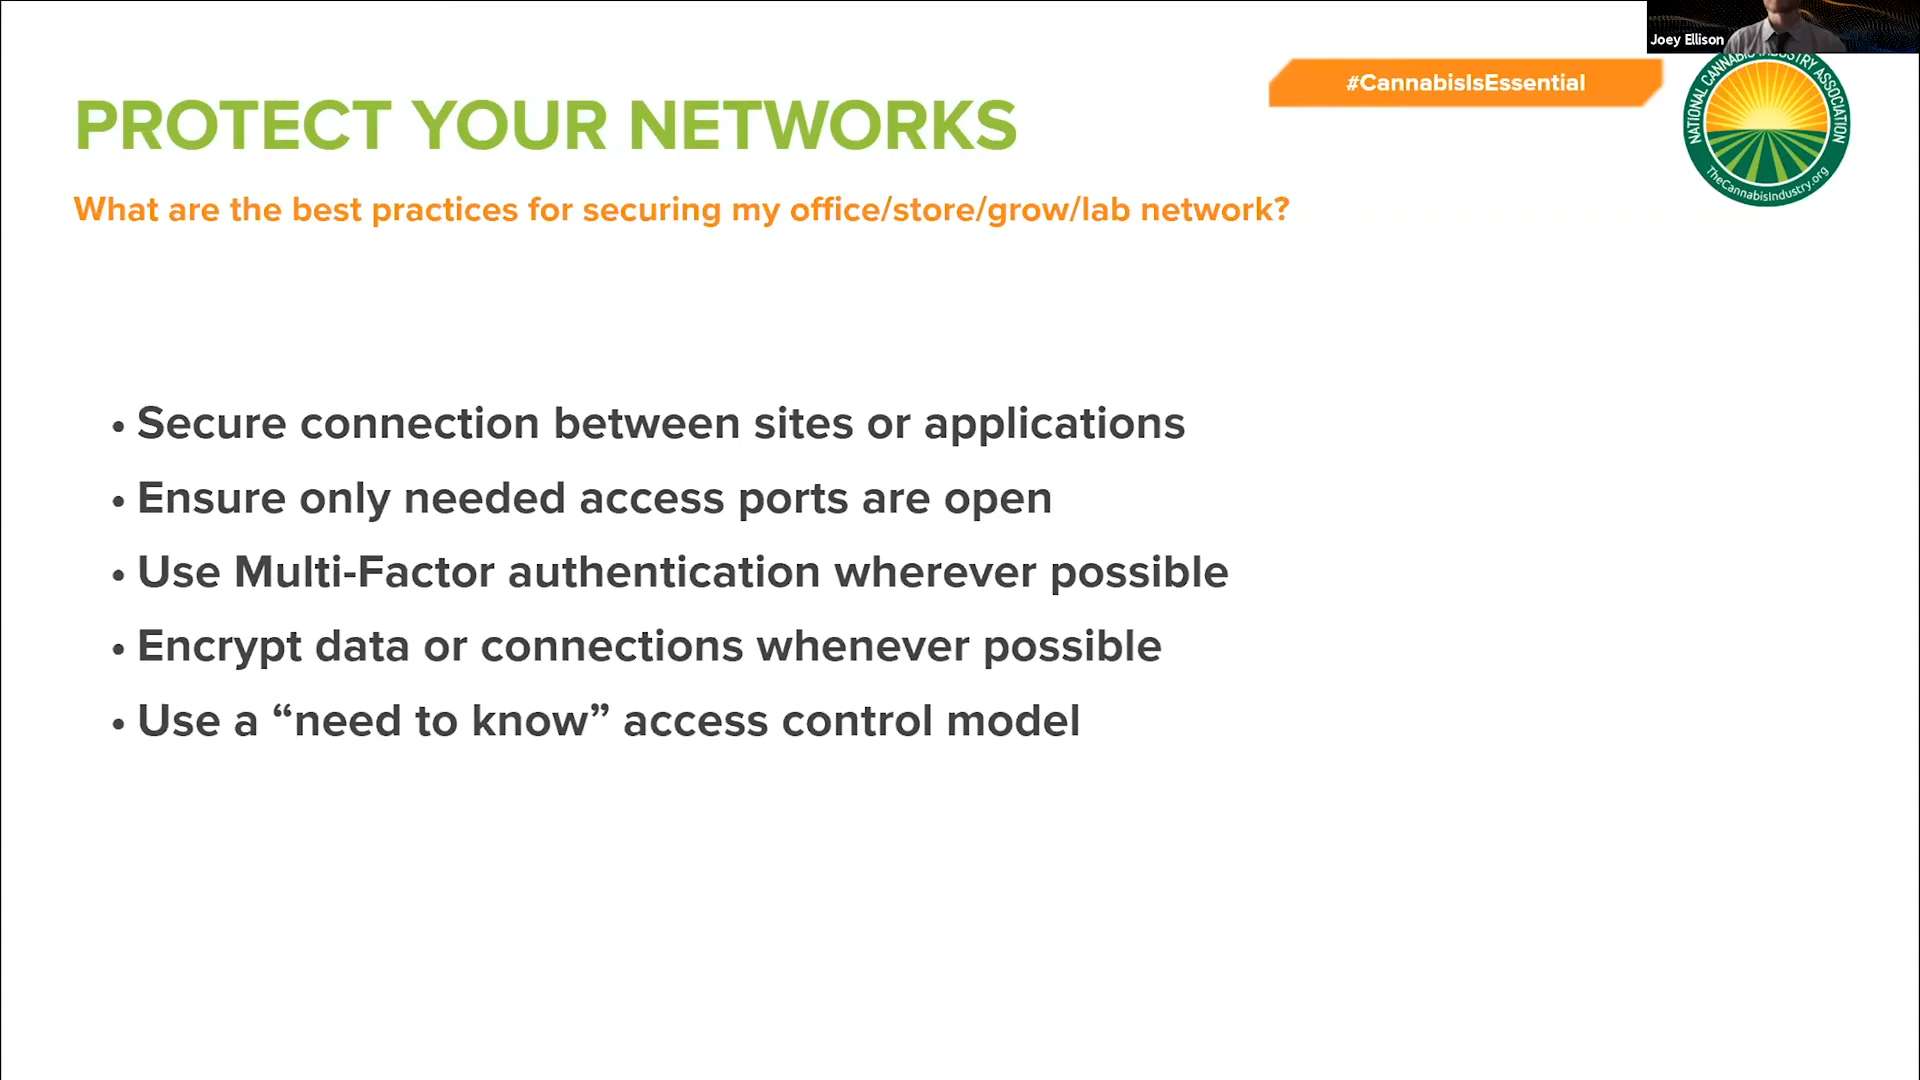 Joey Ellison
#CannabisIsEssential
NATIONAL CANNABIS INDUSTRY ASSOCIATION
TheCannabisIndustry.org
PROTECT YOUR NETWORKS
What are the best practices for securing my office/store/grow/lab network?
• Secure connection between sites or applications
• Ensure only needed access ports are open
• Use Multi-Factor authentication wherever possible
• Encrypt data or connections whenever possible
• Use a “need to know” access control model